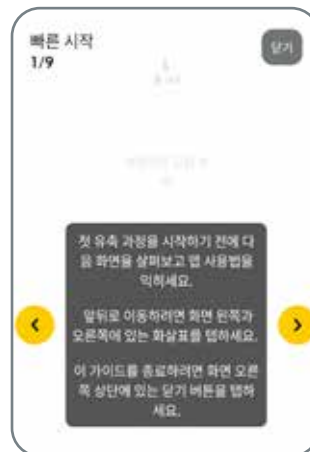 빠른 시작
1/9
닫기
첫 유축 과정을 시작하기 전에 다
음 화면을 살펴보고 앱 사용법을
익히세요.
앞뒤로 이동하려면 화면 왼쪽과
오른쪽에 있는 화살표를 탭하세요.
이 가이드를 종료하려면 화면 오른
쪽 상단에 있는 닫기 버튼을 탭하
세요.